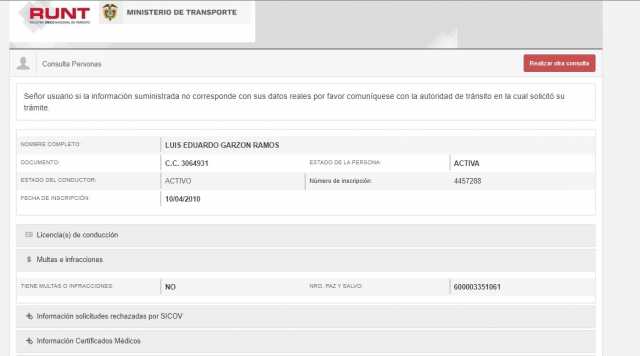 RUNT
REGISTRO ÚNICO NACIONAL DE TRÁNSITO
MINISTERIO DE TRANSPORTE
Consulta Personas
Realizar otra consulta
Señor usuario si la información suministrada no corresponde con sus datos reales por favor comuníquese con la autoridad de tránsito en la cual solicitó su
trámite.
NOMBRE COMPLETO: LUIS EDUARDO GARZON RAMOS
DOCUMENTO: C.C. 3064931 ESTADO DE LA PERSONA: ACTIVA
ESTADO DEL CONDUCTOR: ACTIVO Número de inscripción: 4457288
FECHA DE INSCRIPCIÓN: 10/04/2010
Licencia(s) de conducción
$ Multas e infracciones
TIENE MULTAS O INFRACCIONES: NO NRO. PAZ Y SALVO: 600003351061
Información solicitudes rechazadas por SICOV
Información Certificados Médicos